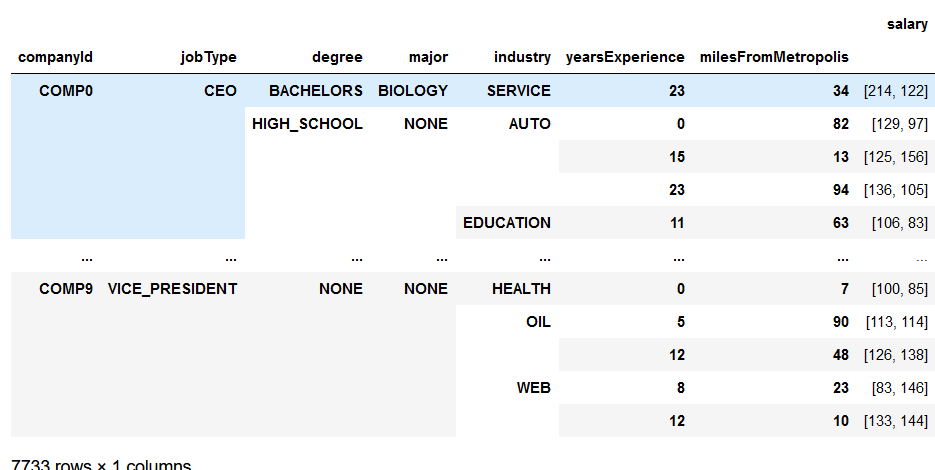 salary
companyId jobType degree major industry yearsExperience milesFromMetropolis
COMP0 CEO BACHELORS BIOLOGY SERVICE 23 34 [214, 122]
HIGH_SCHOOL NONE AUTO 0 82 [129, 97]
15 13 [125, 156]
23 94 [136, 105]
EDUCATION 11 63 [106, 83]
... ... ... ... ... ... ... ...
COMP9 VICE_PRESIDENT NONE NONE HEALTH 0 7 [100, 85]
OIL 5 90 [113, 114]
12 48 [126, 138]
WEB 8 23 [83, 146]
12 10 [133, 144]
7733 rows × 1 columns